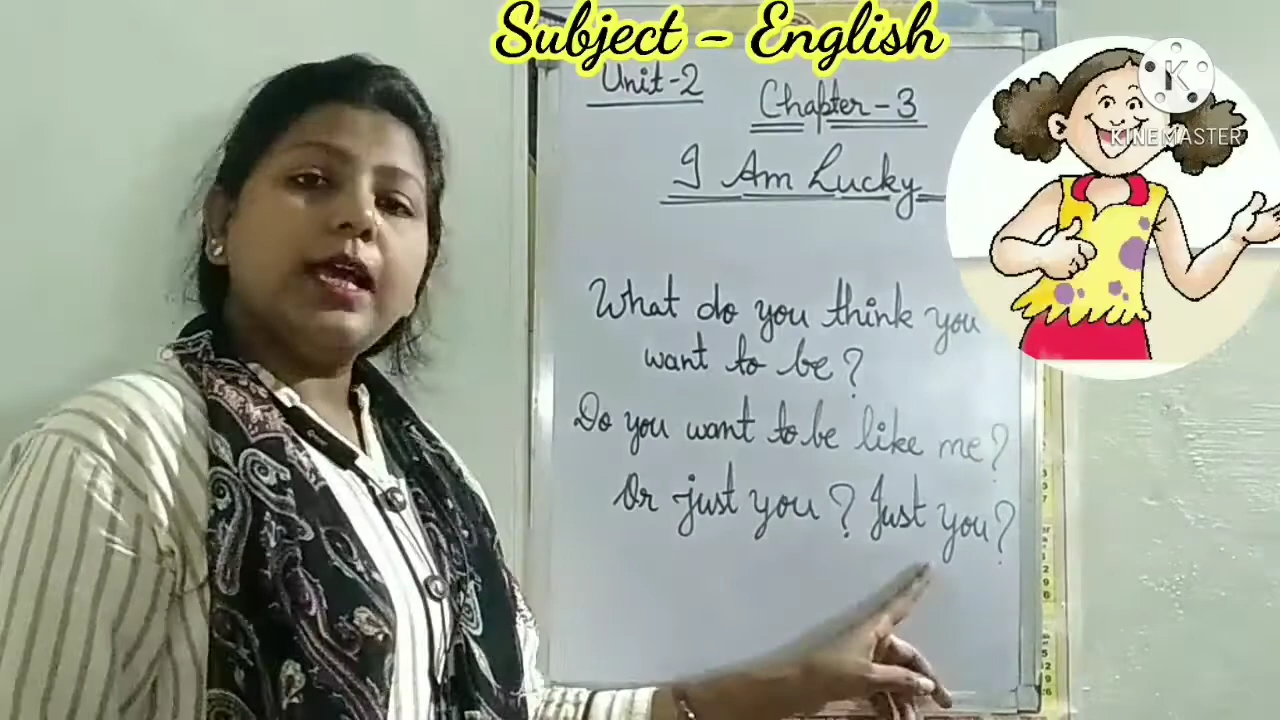 Subject - English
Unit-2
Chapter-3
I Am Lucky
KINEMASTER
What do you think you
want to be?
Do you want to be like me?
Or just you? Just you?